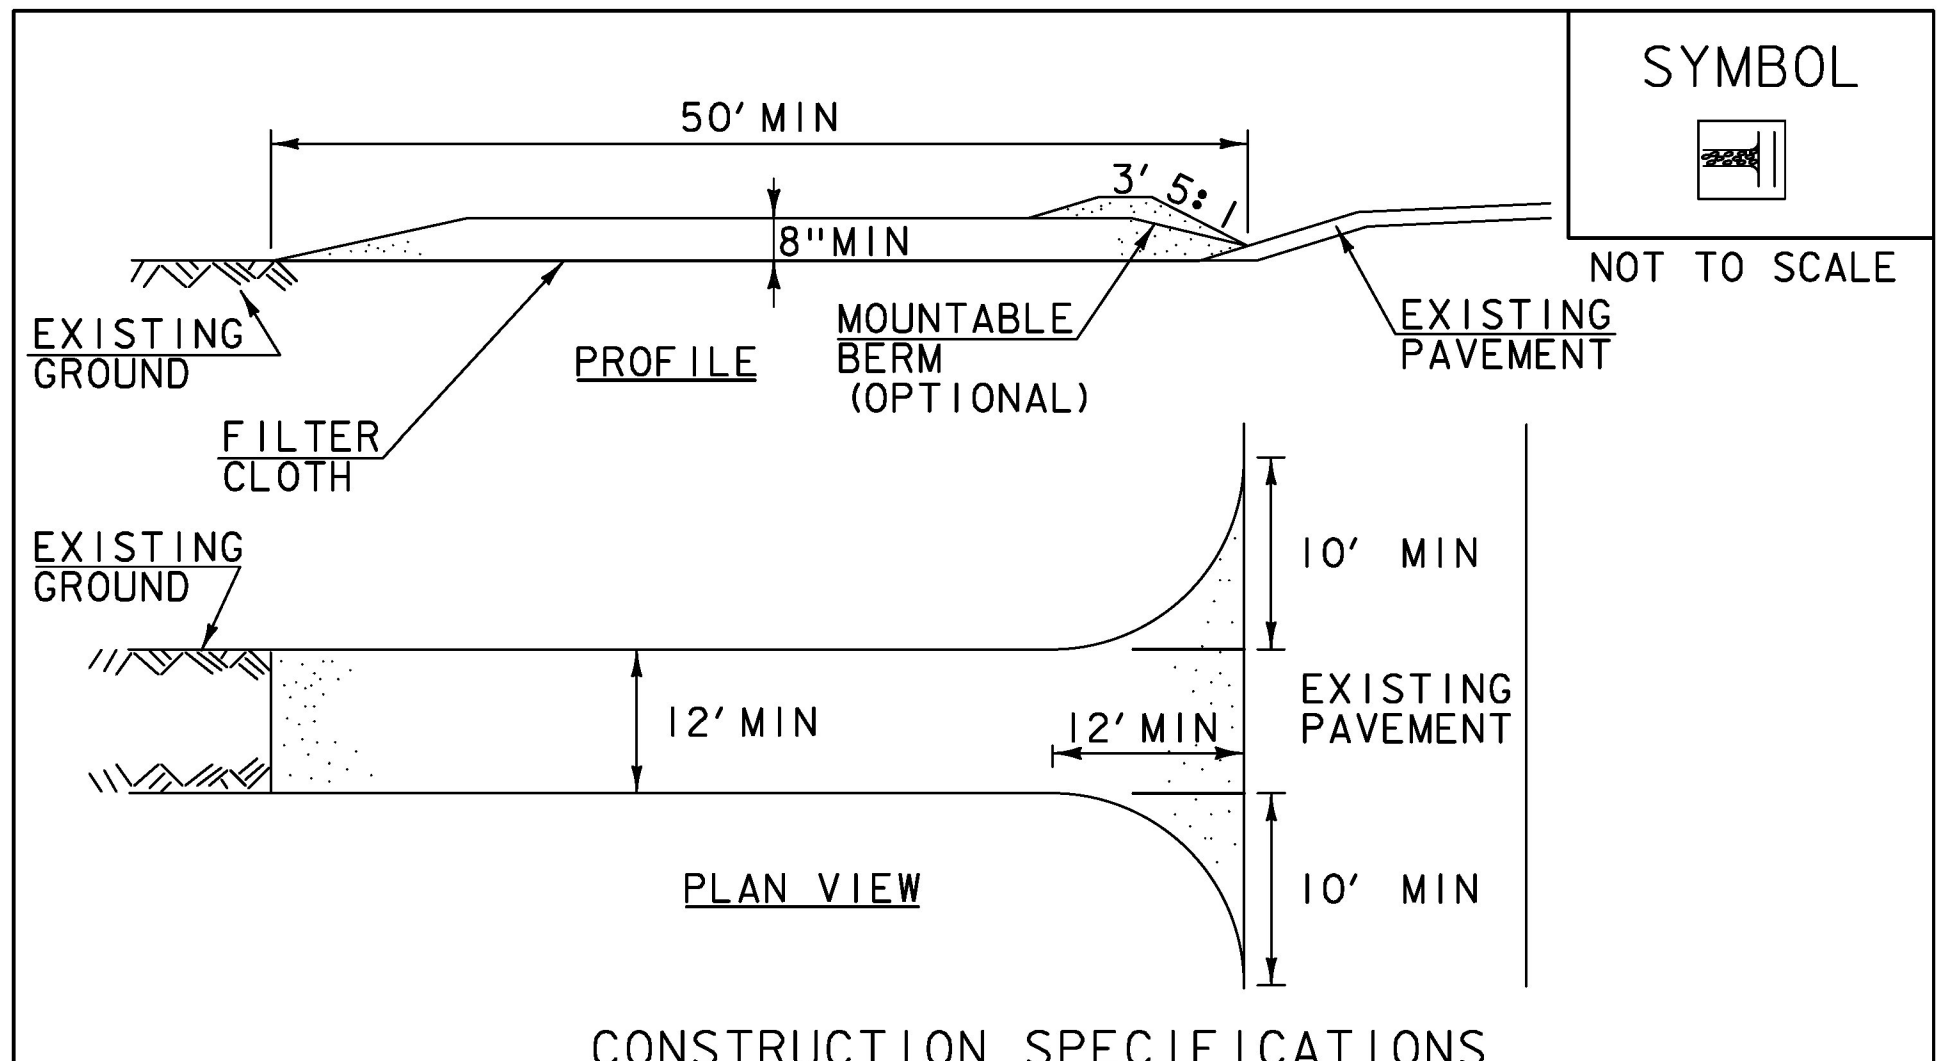 SYMBOL
50' MIN
3' 5:1
8" MIN
NOT TO SCALE
EXISTING
GROUND
PROFILE
MOUNTABLE
BERM
(OPTIONAL)
EXISTING
PAVEMENT
FILTER
CLOTH
EXISTING
GROUND
10' MIN
12' MIN
12' MIN
EXISTING
PAVEMENT
PLAN VIEW
10' MIN
CONSTRUCTION SPECIFICATIONS